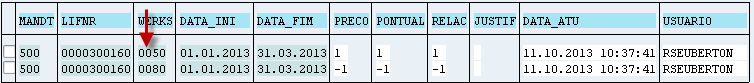 MANDT LIFNR WERKS DATA_INI DATA_FIM PRECO PONTUAL RELAC JUSTIF DATA_ATU USUARIO
500 0000300160 0050 01.01.2013 31.03.2013 1 1 1 11.10.2013 10:37:41 RSEUBERTON
500 0000300160 0080 01.01.2013 31.03.2013 -1 -1 -1 11.10.2013 10:37:41 RSEUBERTON